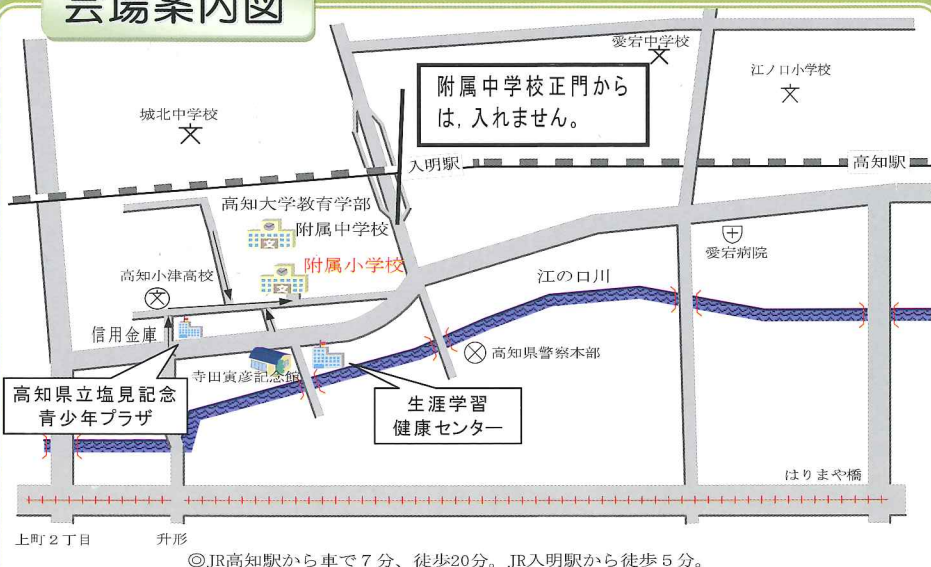 会場案内図
愛宕中学校
江ノ口小学校
附属中学校正門から
は，入れません。
城北中学校
入明駅
高知駅
高知大学教育学部
附属中学校
愛宕病院
附属小学校
高知小津高校
江の口川
信用金庫
高知県警察本部
寺田寅彦記念館
高知県立塩見記念
青少年プラザ
生涯学習
健康センター
はりまや橋
上町２丁目
升形
◎JR高知駅から車で７分、徒歩20分。JR入明駅から徒歩５分。